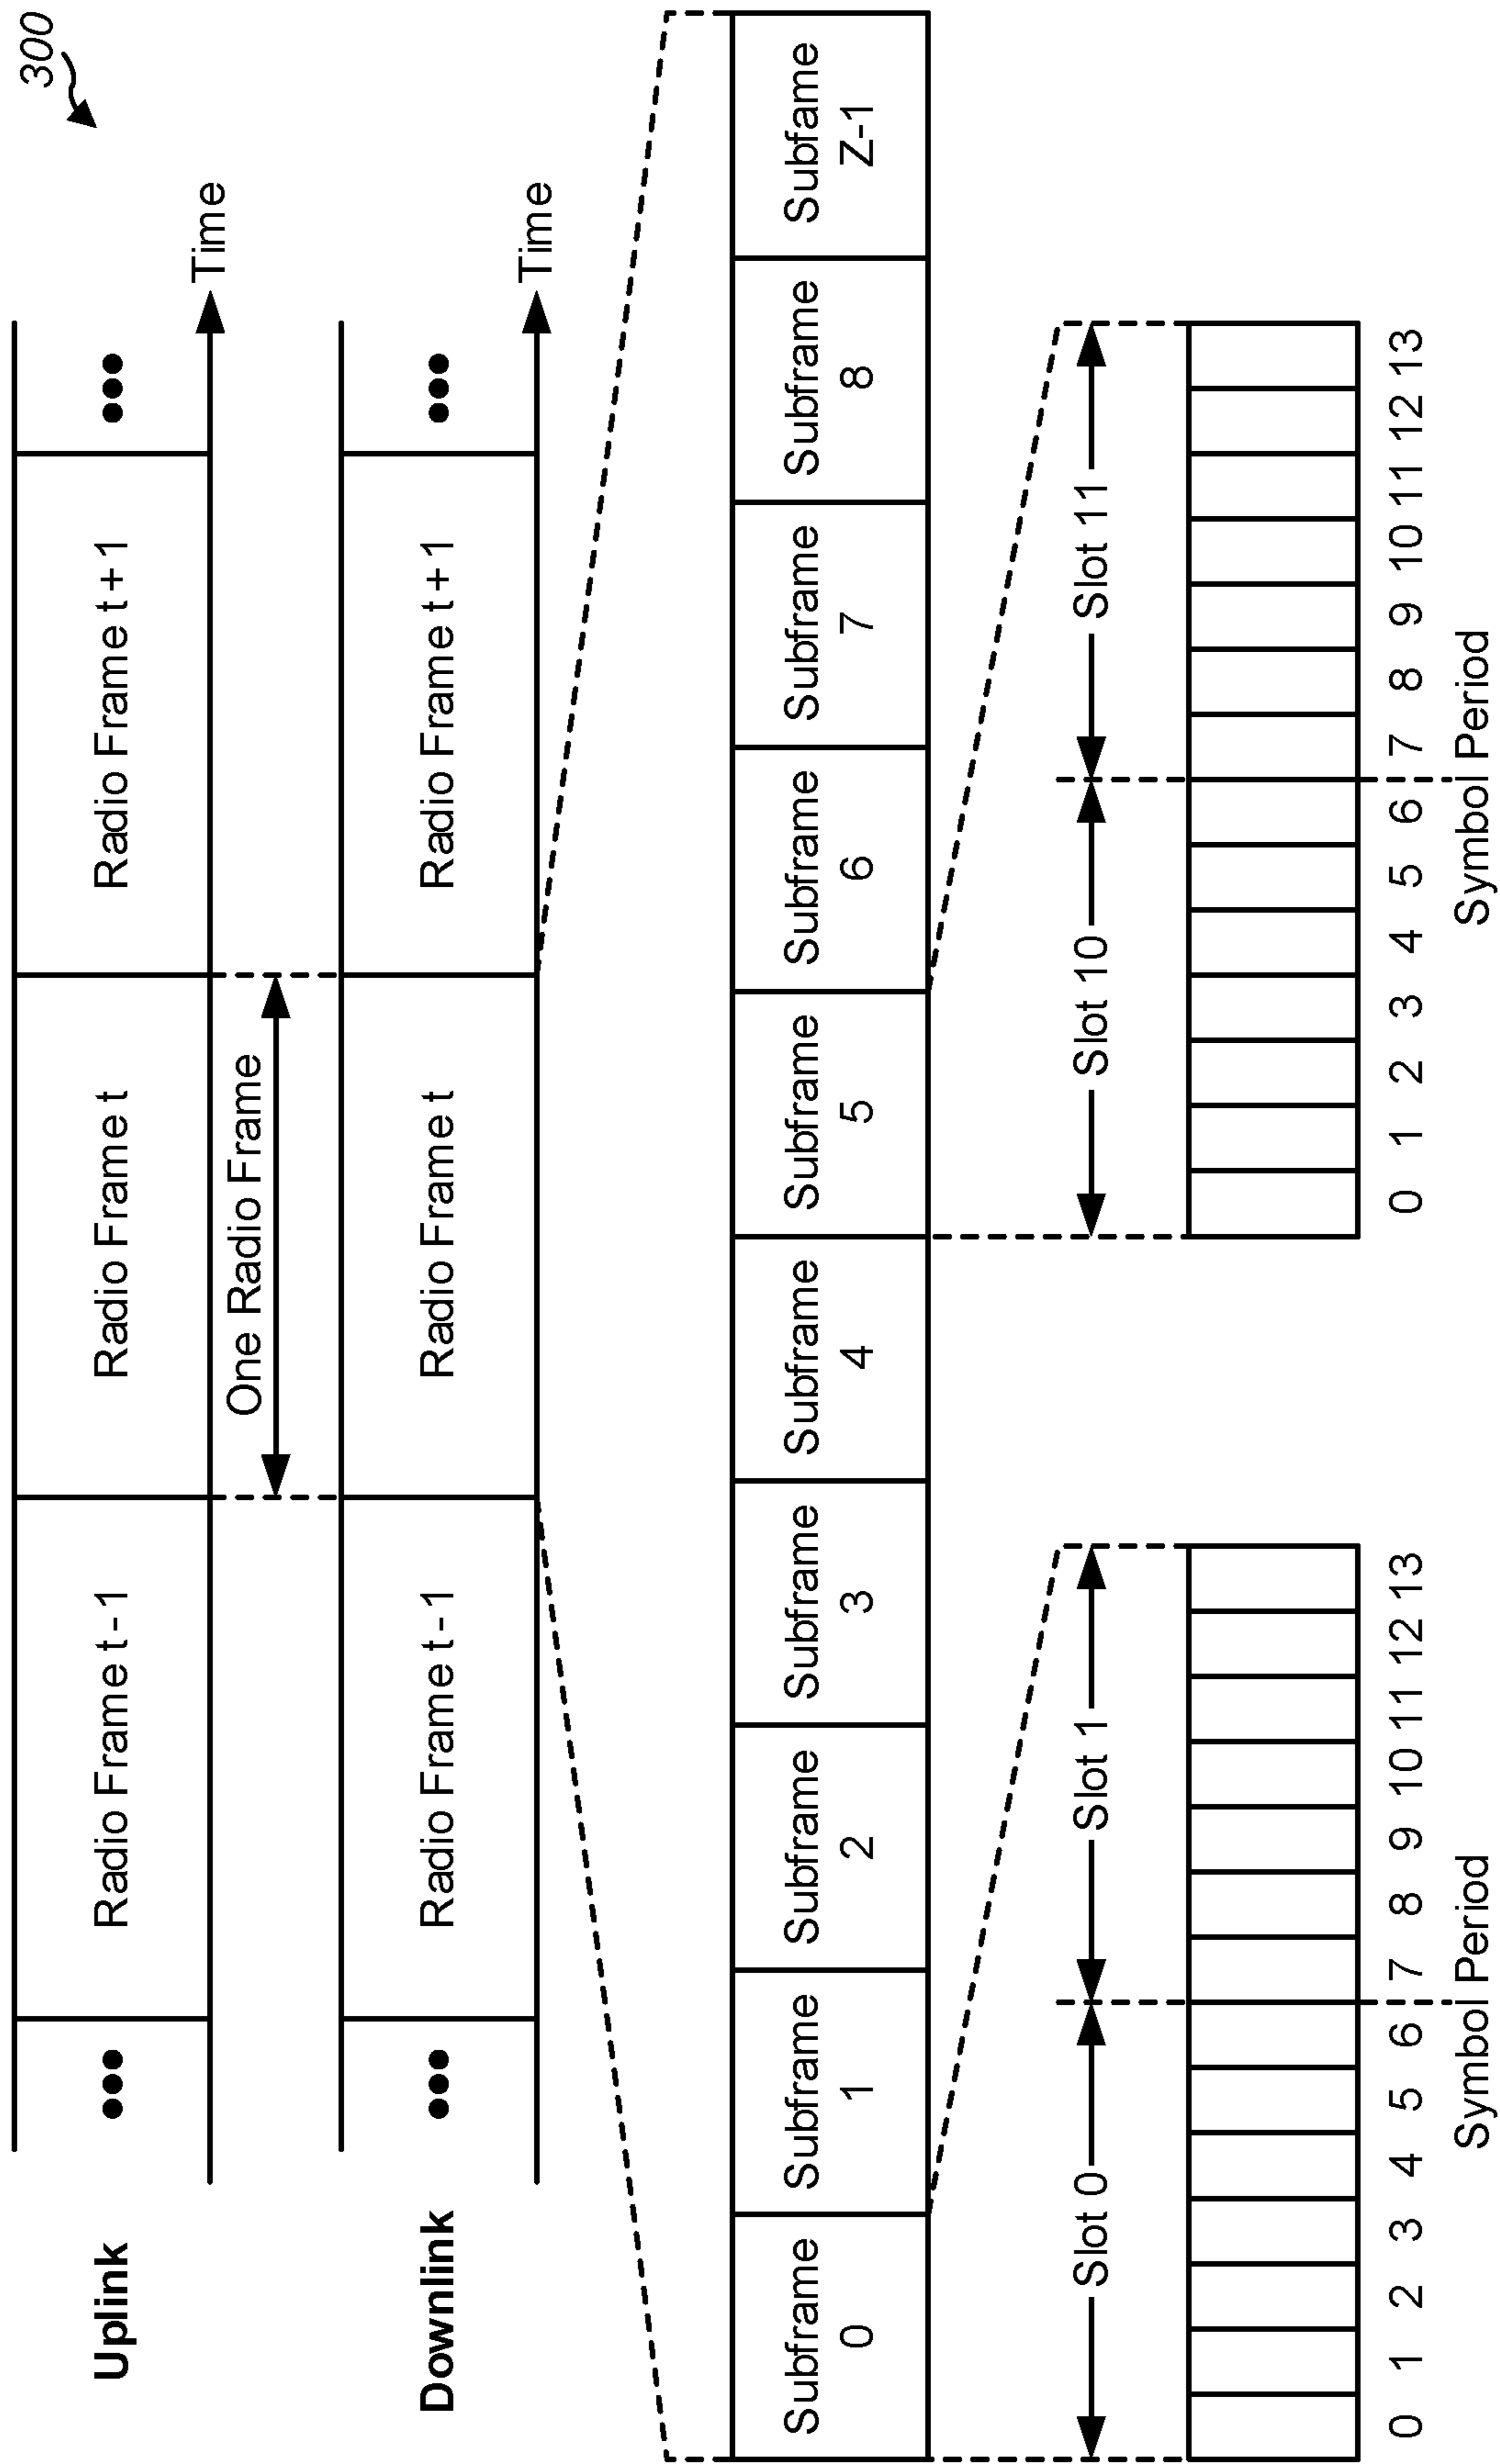 300
Uplink
●●●
Radio Frame t-1
Radio Frame t
Radio Frame t+1
●●●
Time
One Radio Frame
Downlink
●●●
Radio Frame t-1
Radio Frame t
Radio Frame t+1
●●●
Time
Subframe
0
Subframe
1
Subframe
2
Subframe
3
Subframe
4
Subframe
5
Subframe
6
Subframe
7
Subframe
8
Subfame
Z-1
Slot 0
Slot 1
Slot 10
Slot 11
0 1 2 3 4 5 6 7 8 9 10 11 12 13
Symbol Period
0 1 2 3 4 5 6 7 8 9 10 11 12 13
Symbol Period